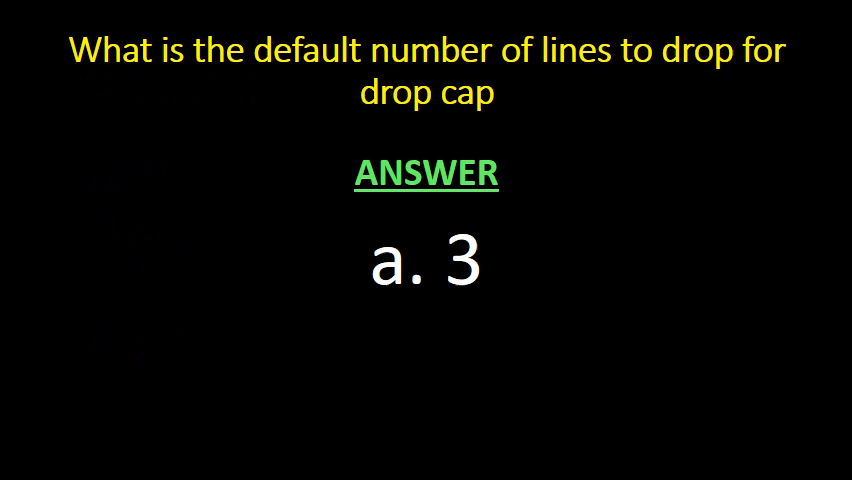 What is the default number of lines to drop for
drop cap
ANSWER
a. 3